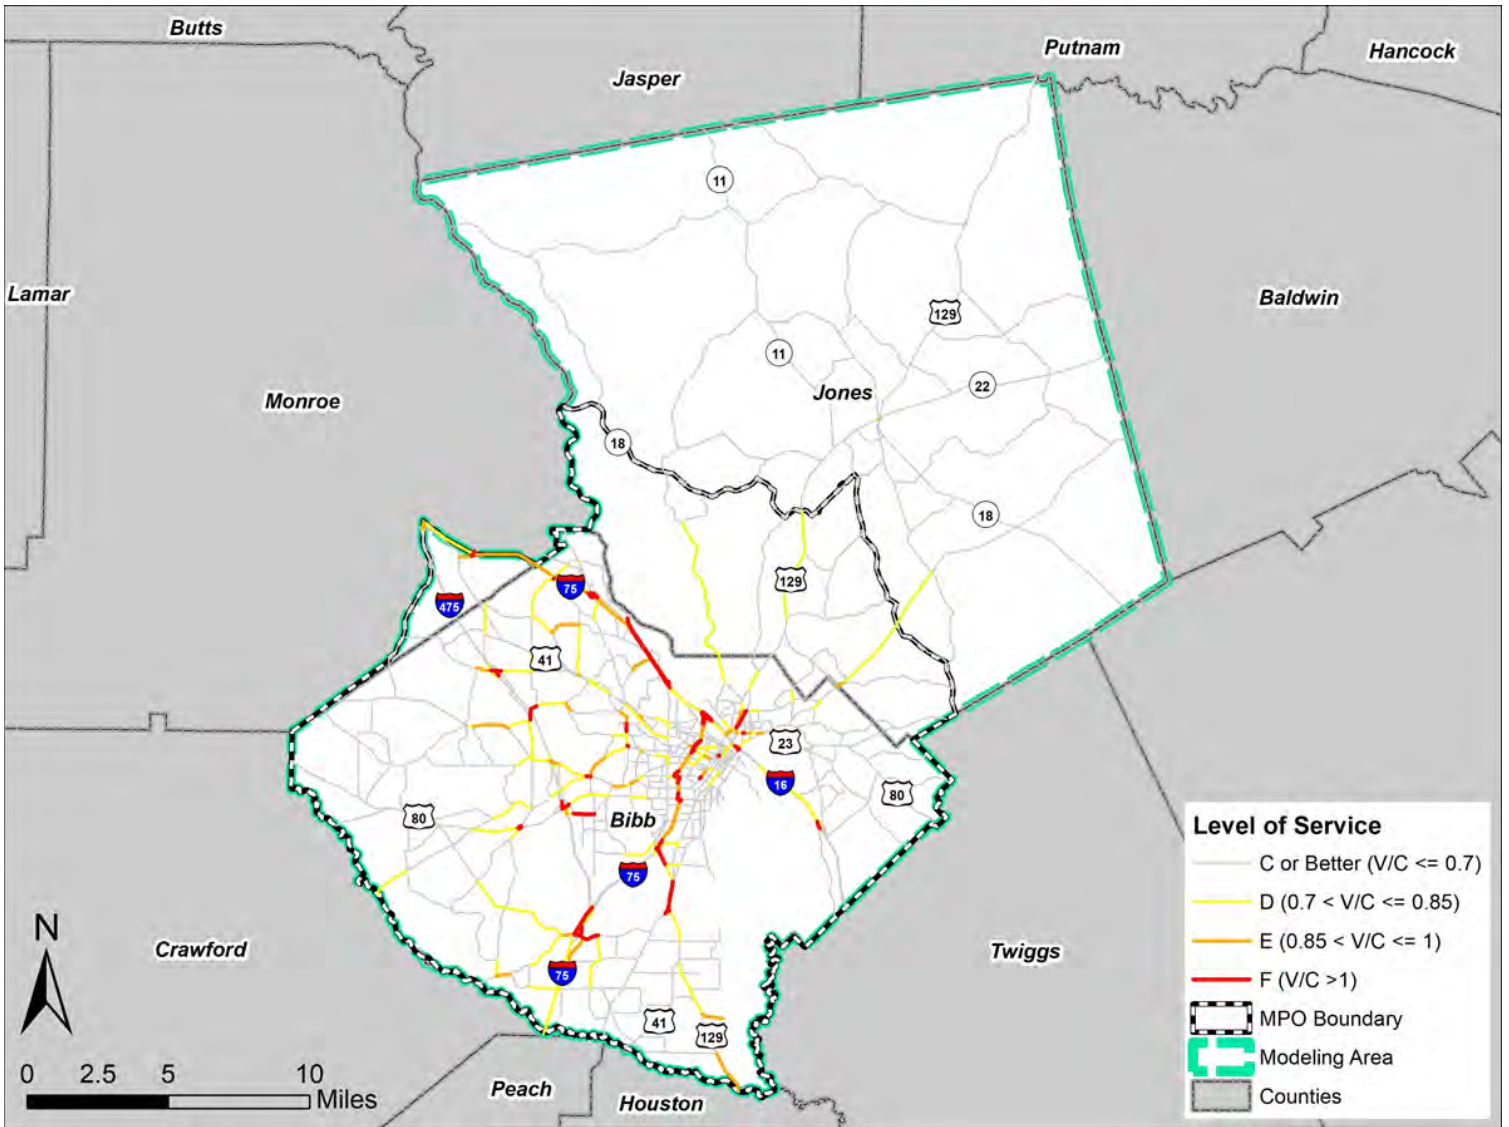 Butts
Jasper
Putnam
Hancock
11
Lamar
Baldwin
129
11
22
Monroe
Jones
18
18
129
75
475
41
23
16
80
80
Bibb
75
N
Crawford
Twiggs
75
41
129
Peach
Houston
0 2.5 5 10
Miles
Level of Service
C or Better (V/C <= 0.7)
D (0.7 < V/C <= 0.85)
E (0.85 < V/C <= 1)
F (V/C >1)
MPO Boundary
Modeling Area
Counties